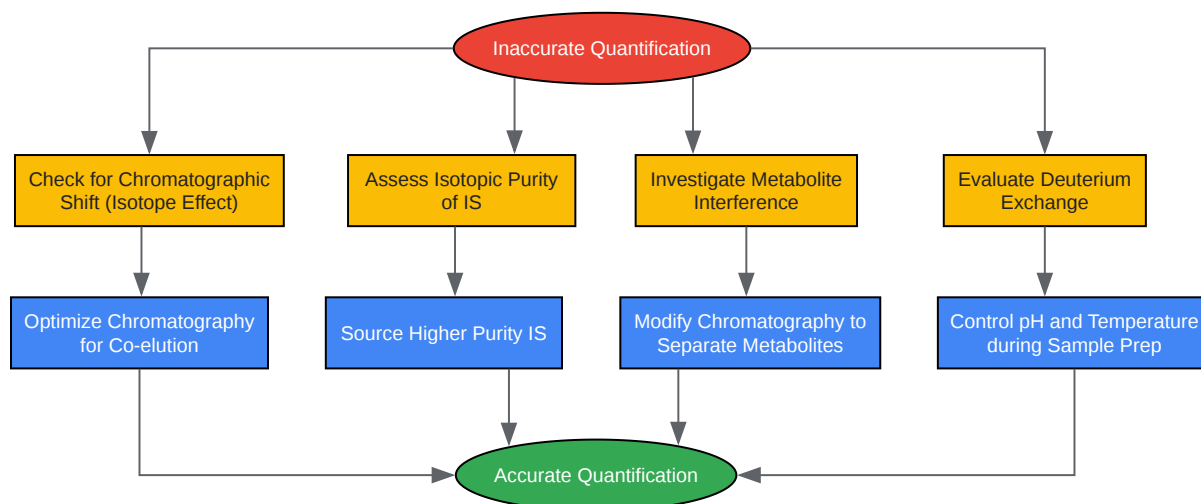 Inaccurate Quantification
Check for Chromatographic
Shift (Isotope Effect)
Assess Isotopic Purity
of IS
Investigate Metabolite
Interference
Evaluate Deuterium
Exchange
Optimize Chromatography
for Co-elution
Source Higher Purity IS
Modify Chromatography to
Separate Metabolites
Control pH and Temperature
during Sample Prep
Accurate Quantification